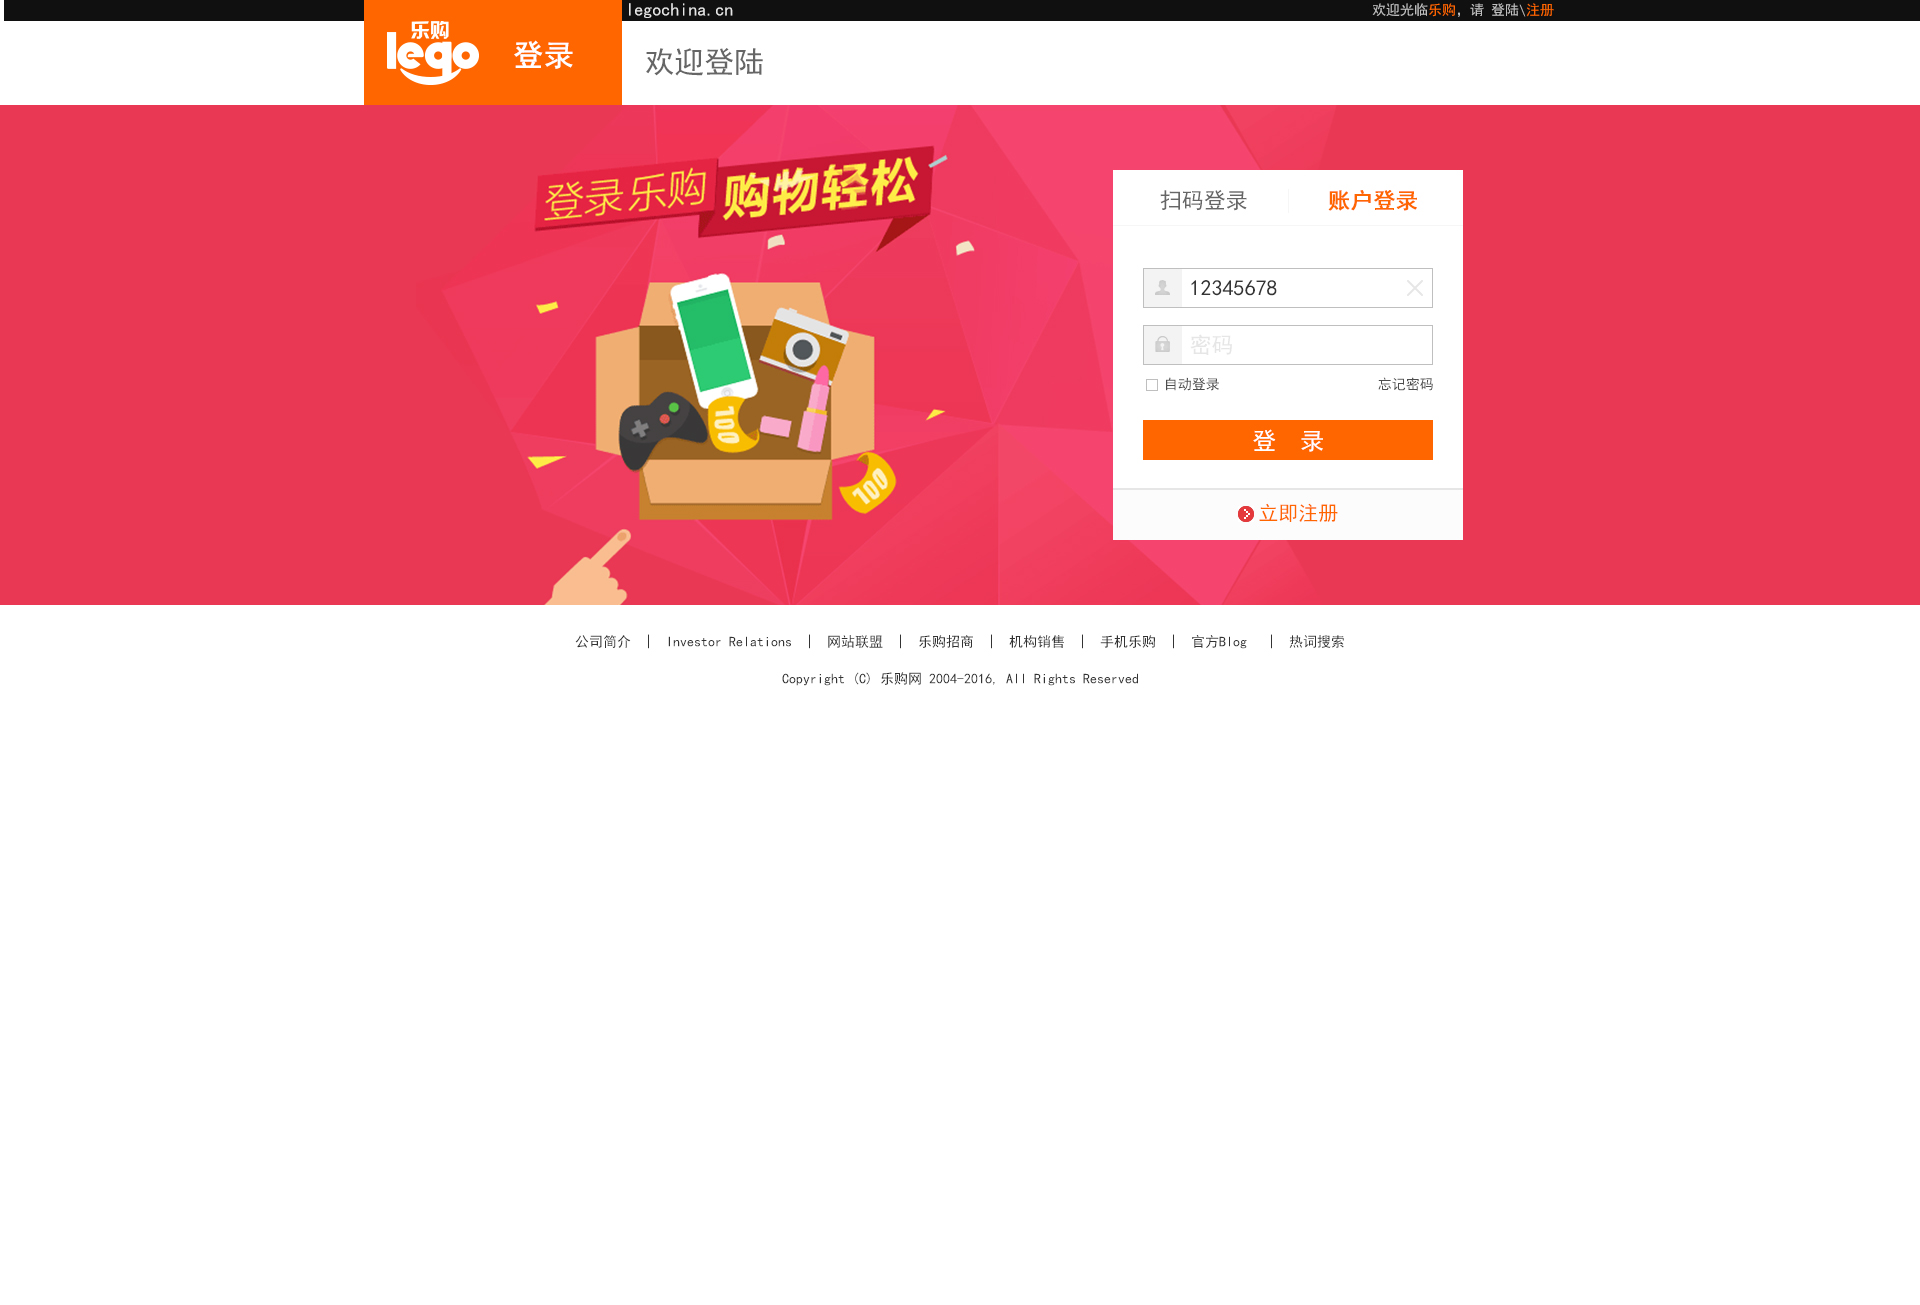 legochina.cn
欢迎光临乐购，请 登陆\注册
乐购
lego
登录
欢迎登陆
登录乐购 购物轻松
100
100
扫码登录
账户登录
12345678
密码
自动登录
忘记密码
登 录
立即注册
公司简介 | Investor Relations | 网站联盟 | 乐购招商 | 机构销售 | 手机乐购 | 官方Blog | 热词搜索
Copyright (C) 乐购网 2004-2016, All Rights Reserved